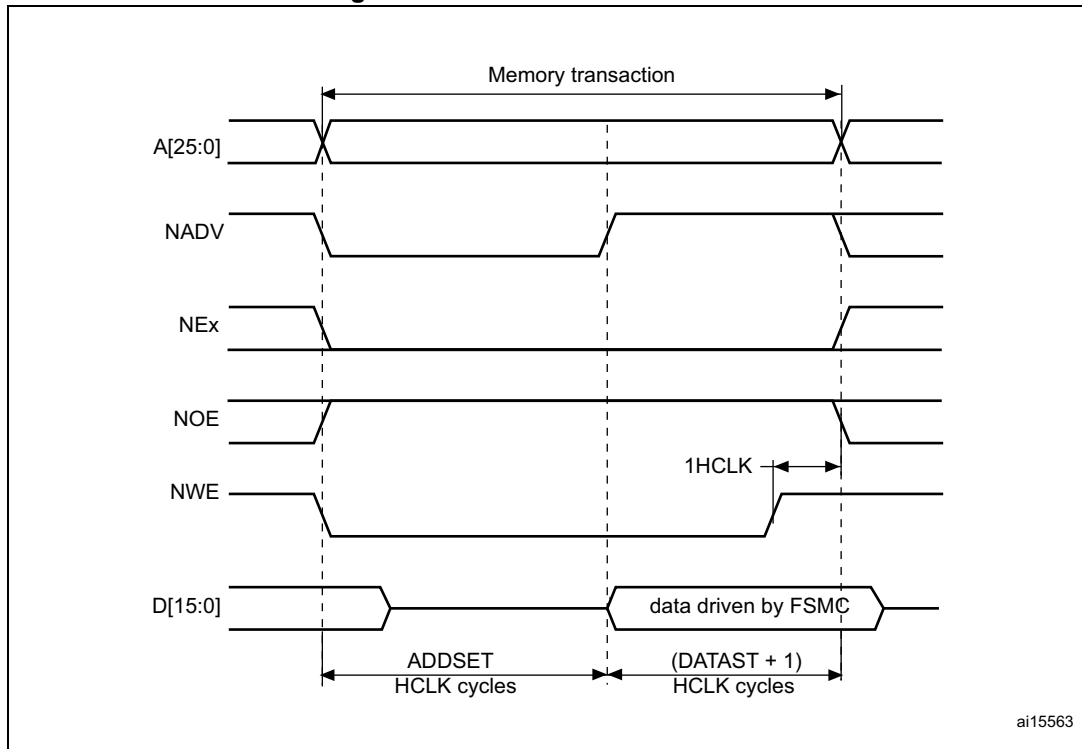 Memory transaction
A[25:0]
NADV
NEx
NOE
1HCLK
NWE
D[15:0]
data driven by FSMC
ADDSET
HCLK cycles
(DATAST + 1)
HCLK cycles
ai15563